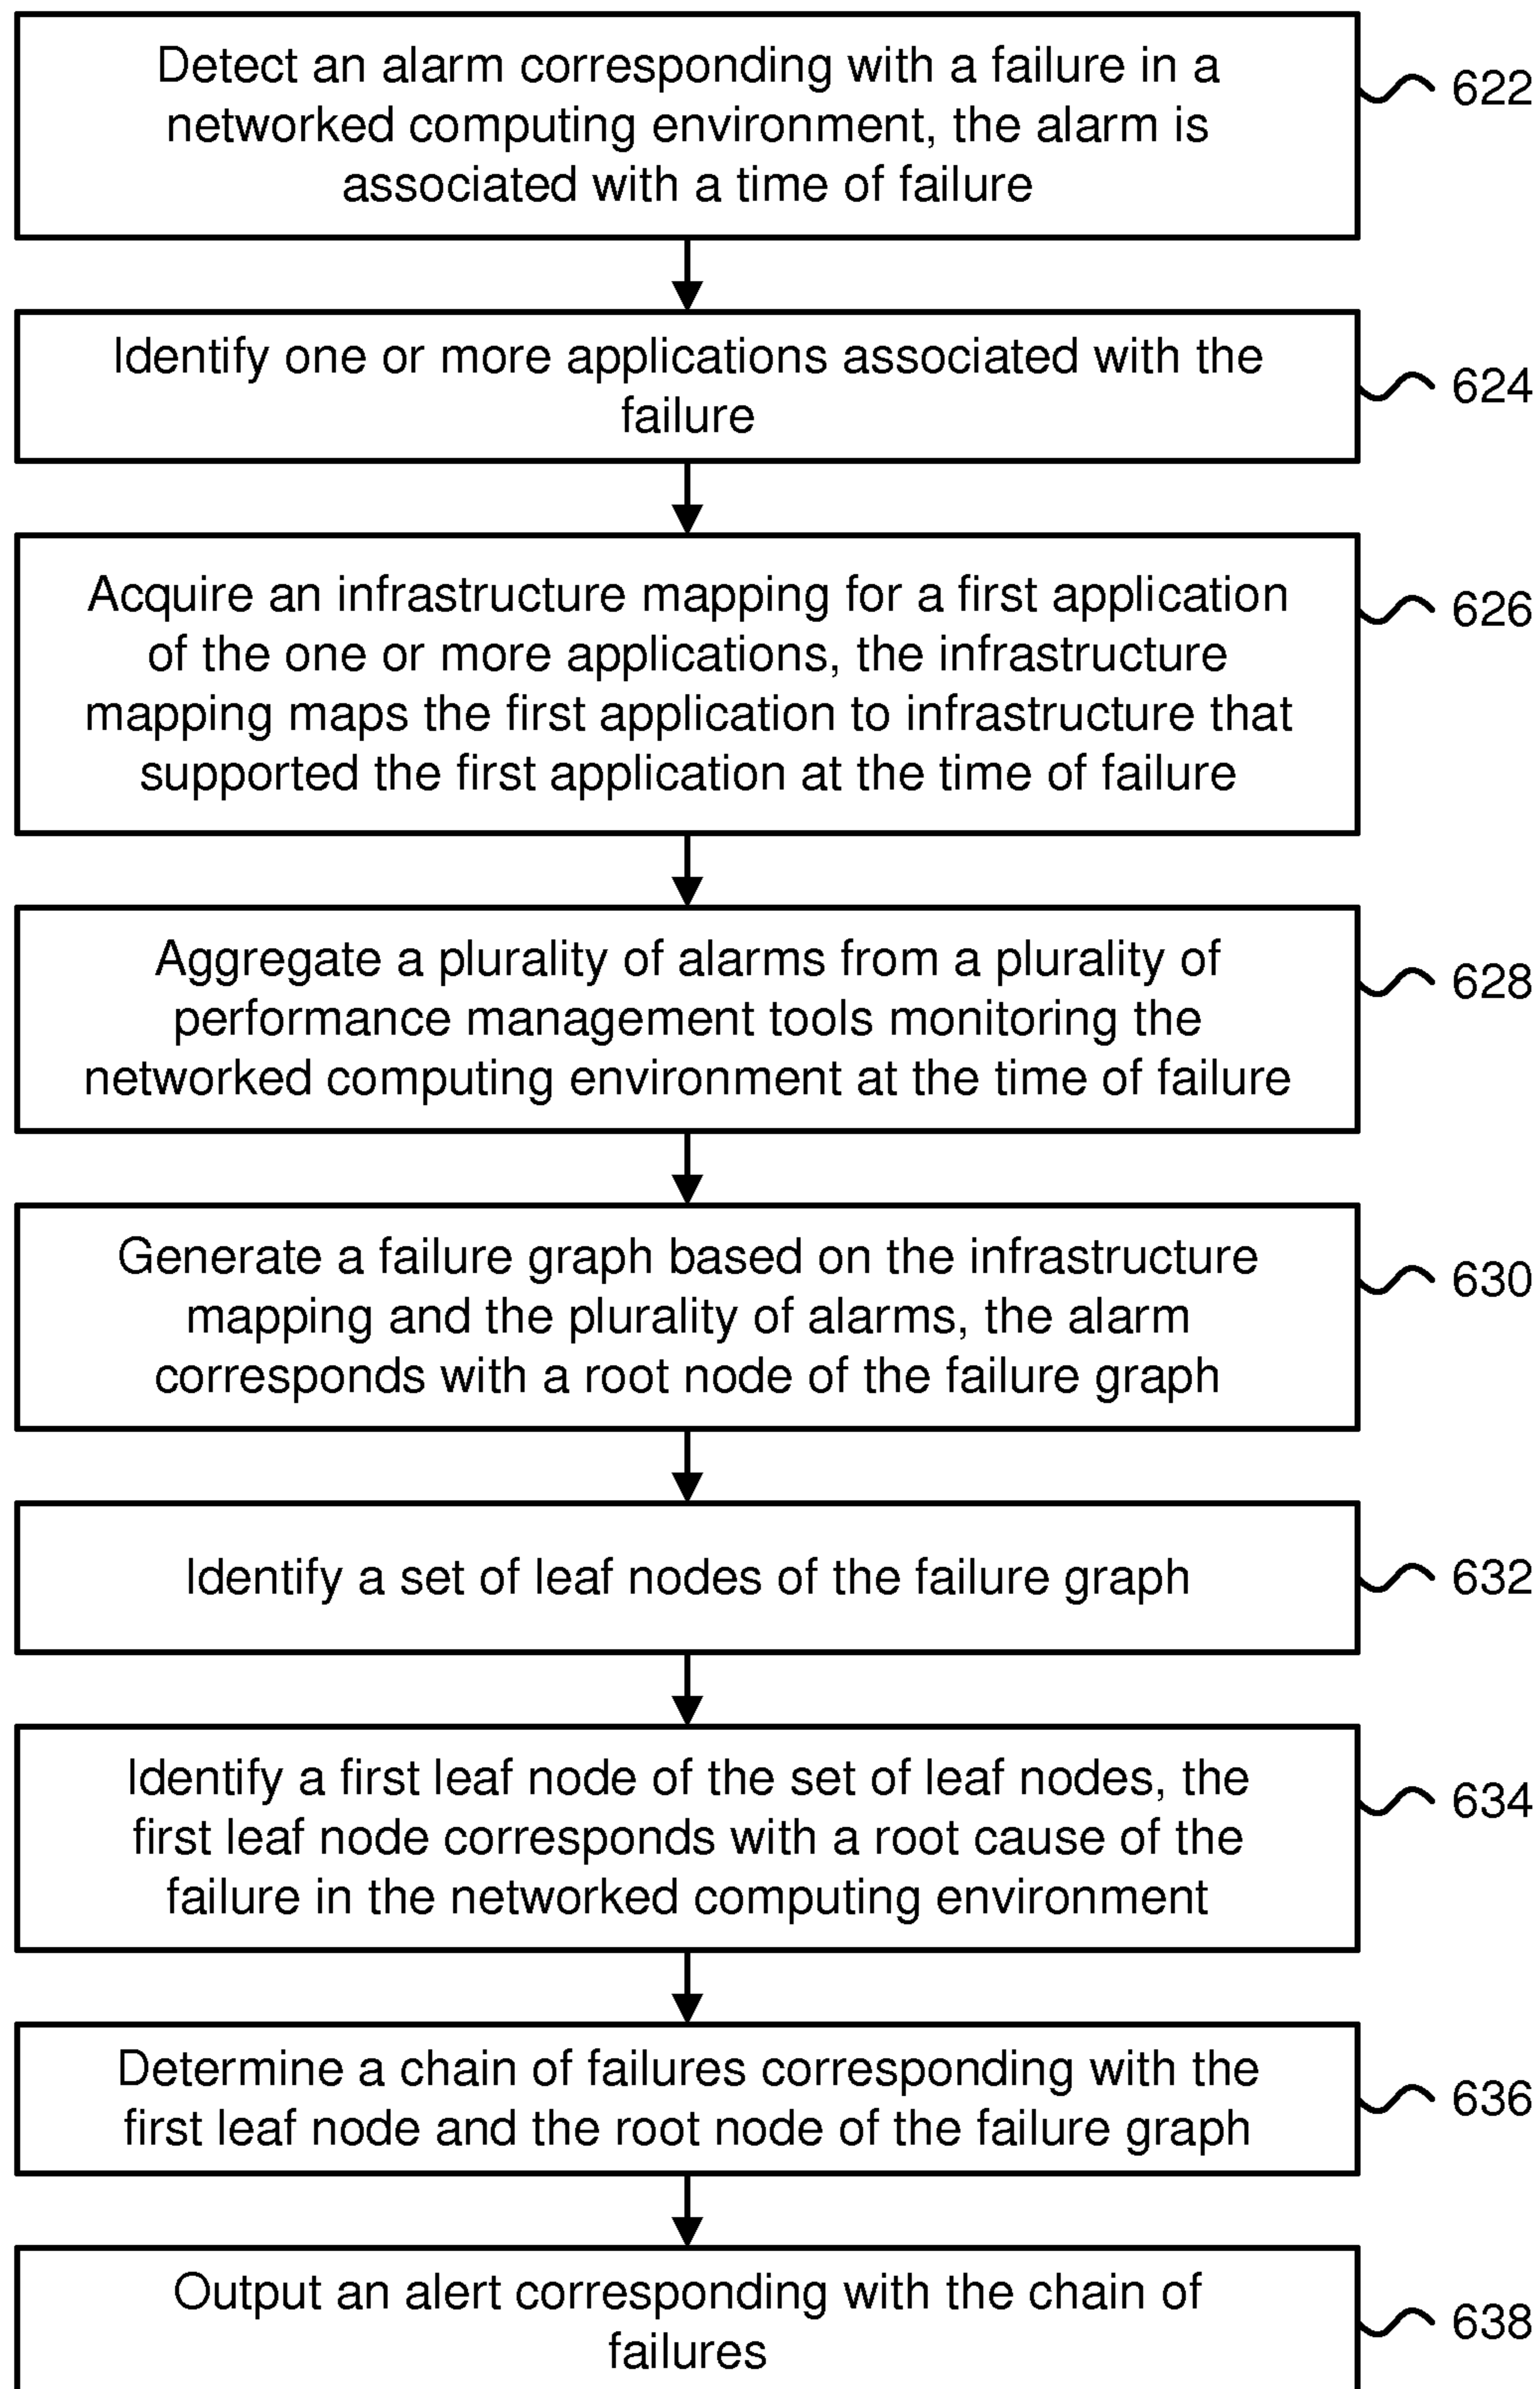 Detect an alarm corresponding with a failure in a
networked computing environment, the alarm is
associated with a time of failure
622
Identify one or more applications associated with the
failure
624
Acquire an infrastructure mapping for a first application
of the one or more applications, the infrastructure
mapping maps the first application to infrastructure that
supported the first application at the time of failure
626
Aggregate a plurality of alarms from a plurality of
performance management tools monitoring the
networked computing environment at the time of failure
628
Generate a failure graph based on the infrastructure
mapping and the plurality of alarms, the alarm
corresponds with a root node of the failure graph
630
Identify a set of leaf nodes of the failure graph
632
Identify a first leaf node of the set of leaf nodes, the
first leaf node corresponds with a root cause of the
failure in the networked computing environment
634
Determine a chain of failures corresponding with the
first leaf node and the root node of the failure graph
636
Output an alert corresponding with the chain of
failures
638